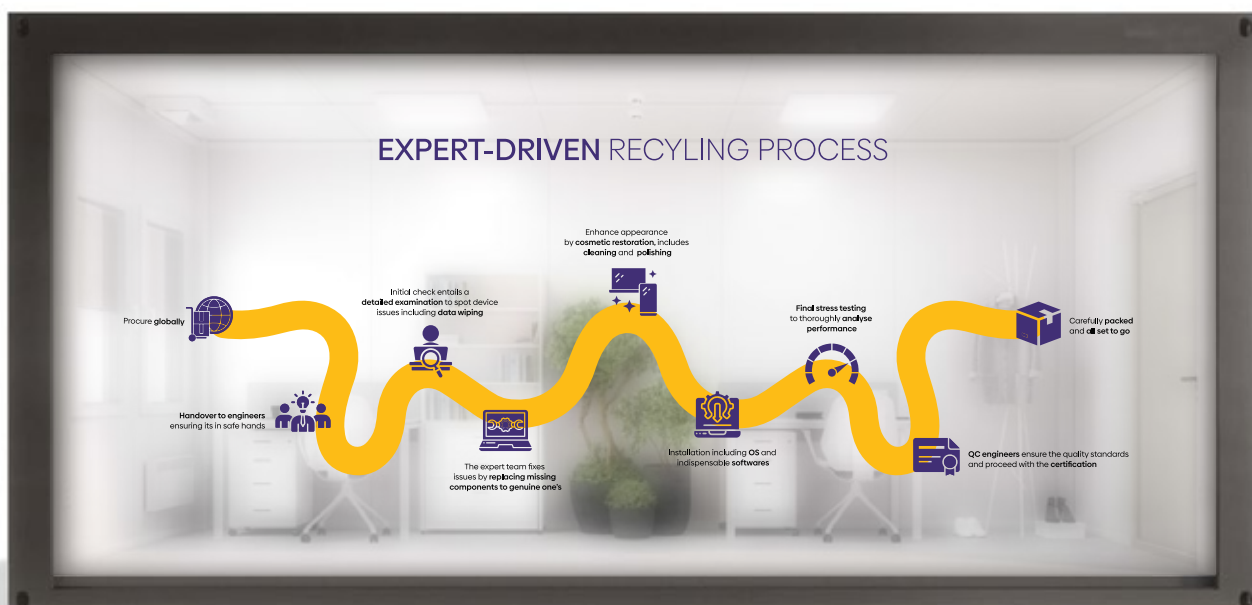 EXPERT-DRIVEN RECYLING PROCESS
Procure globally
Handover to engineers
ensuring its in safe hands
Initial check entails a
detailed examination to spot device
issues including data wiping
The expert team fixes
issues by replacing missing
components to genuine one's
Enhance appearance
by cosmetic restoration, includes
cleaning and polishing
Installation including OS and
indispensable softwares
Final stress testing
to thoroughly analyse
performance
QC engineers ensure the quality standards
and proceed with the certification
Carefully packed
and all set to go